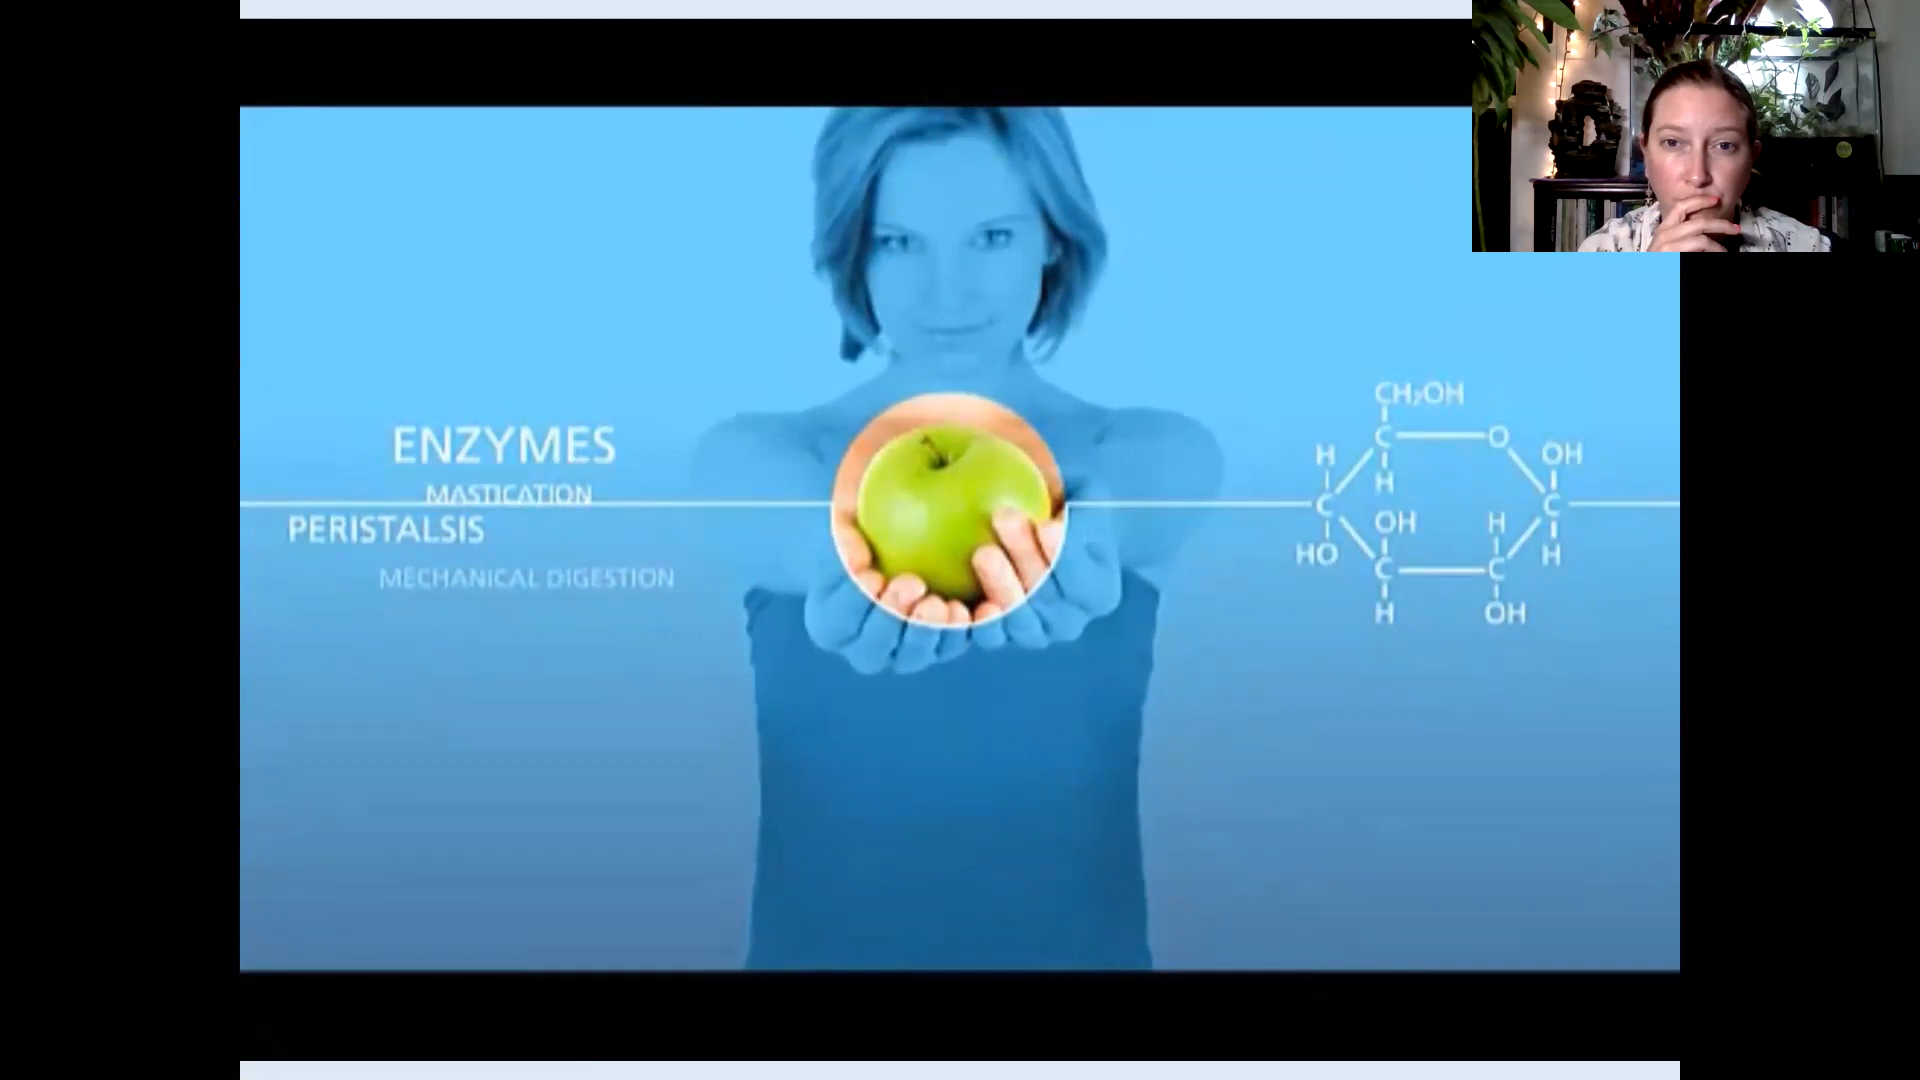 ENZYMES
MASTICATION
PERISTALSIS
MECHANICAL DIGESTION
CH₂OH
C O
H OH
H
C C
OH H
HO H
C C
H OH